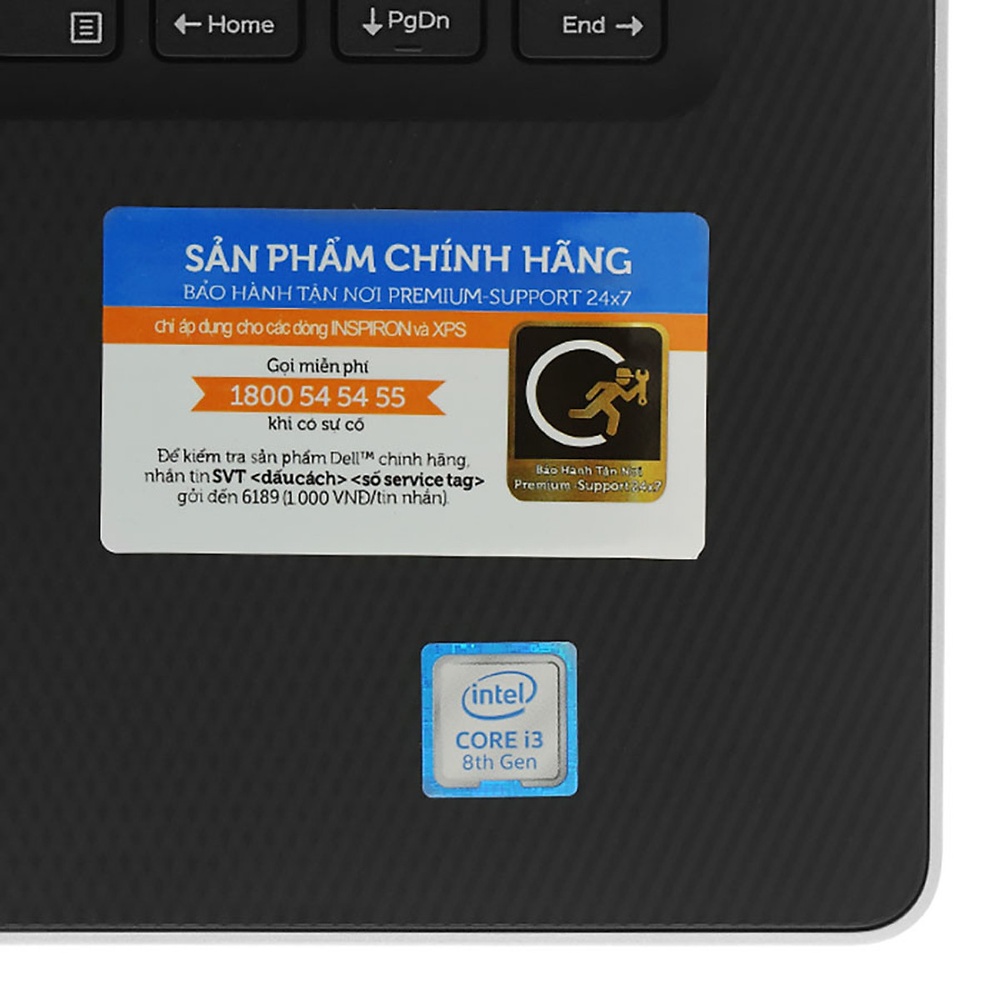 ←Home
↓PgDn
End→
SẢN PHẨM CHÍNH HÃNG
BẢO HÀNH TẬN NƠI PREMIUM-SUPPORT 24x7
chỉ áp dụng cho các dòng INSPIRON và XPS
Gọi miễn phí
1800 54 54 55
khi có sự cố
Để kiểm tra sản phẩm Dell™ chính hãng,
nhắn tin SVT <dấu cách> <số service tag>
gởi đến 6189 (1 000 VNĐ/tin nhắn).
Bảo Hành Tận Nơi
Premium -Support 24x7
intel
CORE i3
8th Gen